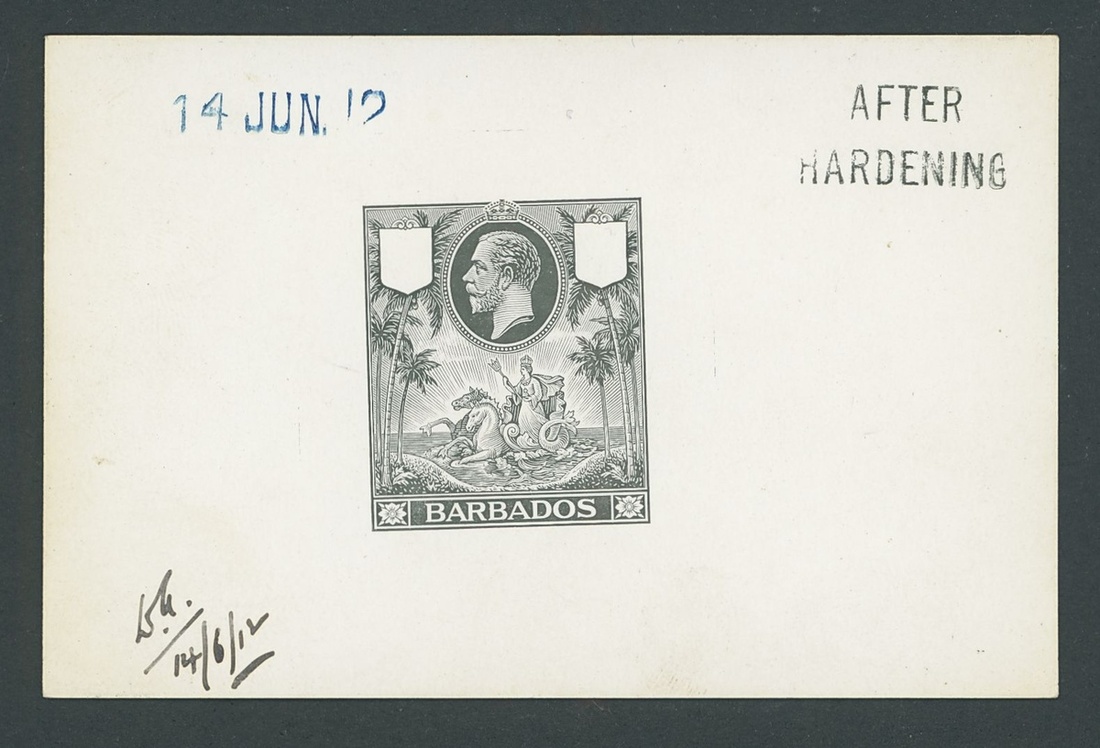 14 JUN. 12
AFTER
HARDENING
BARBADOS
14/6/12